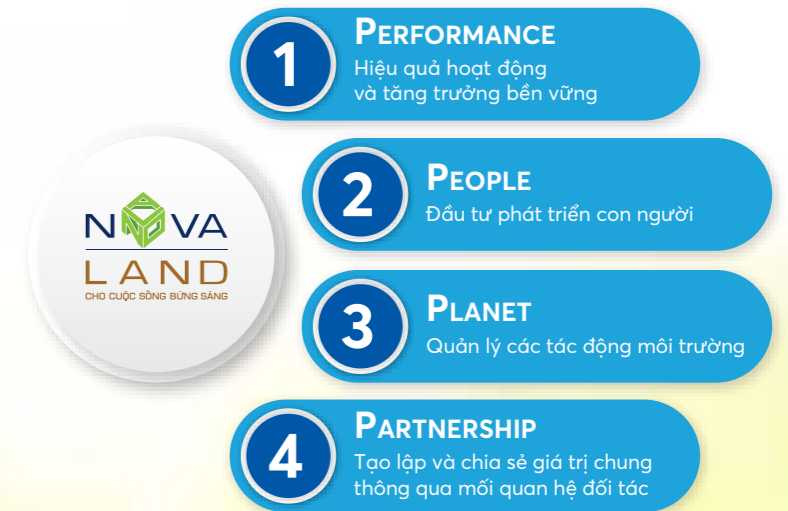 NOVA
LAND
CHO CUỘC SỐNG BỪNG SÁNG
1
PERFORMANCE
Hiệu quả hoạt động
và tăng trưởng bền vững
2
PEOPLE
Đầu tư phát triển con người
3
PLANET
Quản lý các tác động môi trường
4
PARTNERSHIP
Tạo lập và chia sẻ giá trị chung
thông qua mối quan hệ đối tác